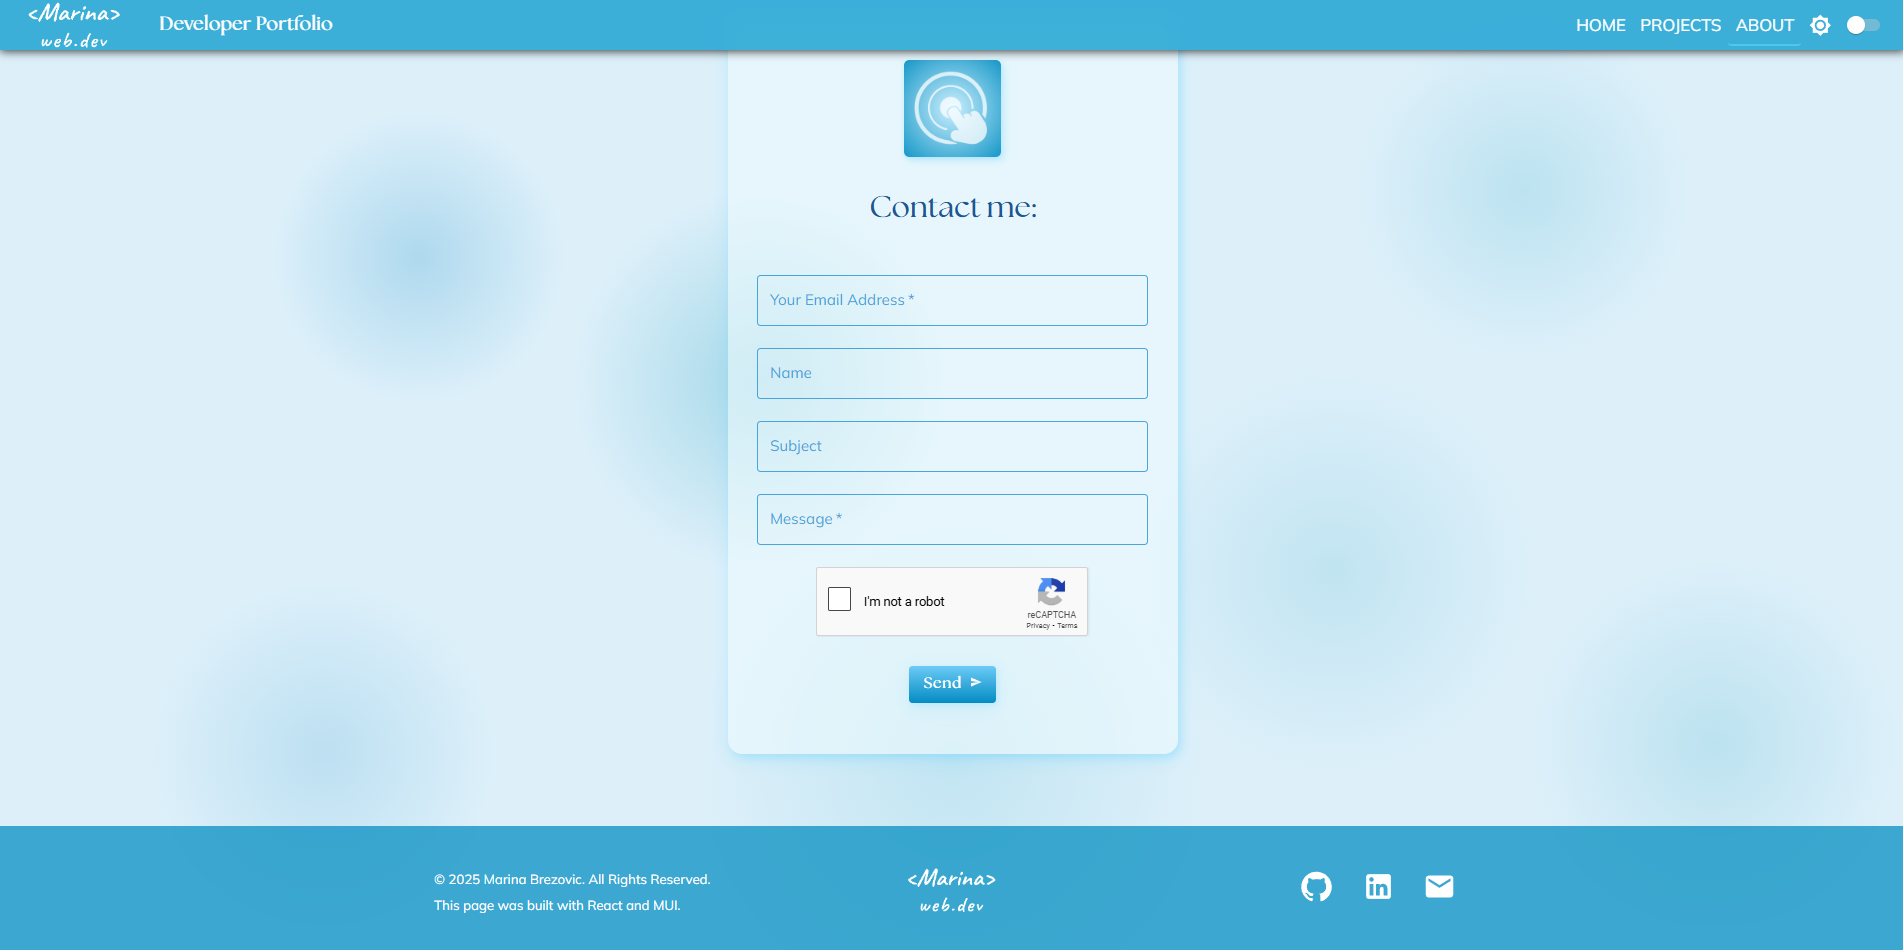 <Marina>
web.dev
Developer Portfolio
HOME PROJECTS ABOUT
Contact me:
Your Email Address *
Name
Subject
Message *
I'm not a robot
reCAPTCHA
Privacy - Terms
Send
© 2025 Marina Brezovic. All Rights Reserved.
This page was built with React and MUI.
<Marina>
web.dev
in